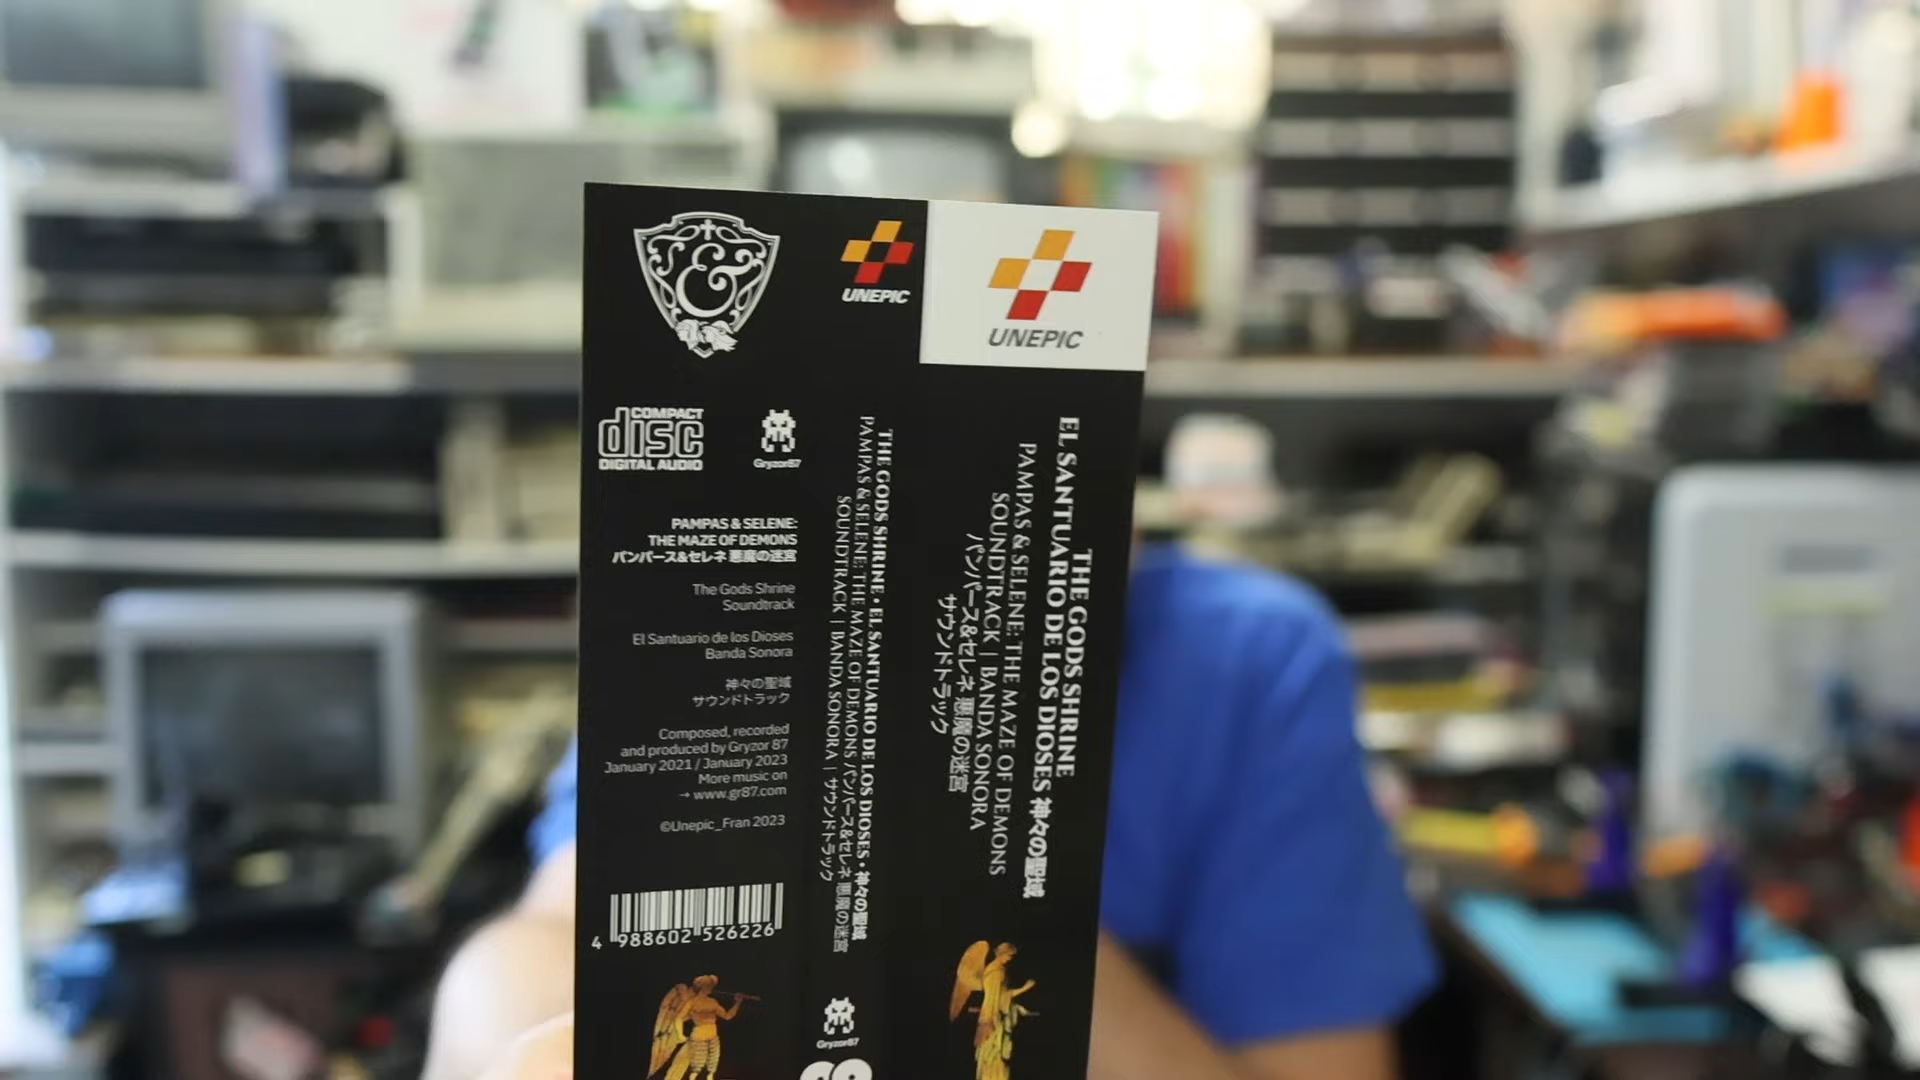 &
UNEPIC
UNEPIC
COMPACT
disc
DIGITAL AUDIO
Gryzor87
PAMPAS & SELENE:
THE MAZE OF DEMONS
パンパース&セレネ 悪魔の迷宮
The Gods Shrine
Soundtrack
El Santuario de los Dioses
Banda Sonora
神々の聖域
サウンドトラック
Composed, recorded
and produced by Gryzor 87
January 2021 / January 2023
More music on
→ www.gr87.com
©Unepic_Fran 2023
4 988602 526226
THE GODS SHRINE • EL SANTUARIO DE LOS DIOSES • 神々の聖域
PAMPAS & SELENE: THE MAZE OF DEMONS / パンパース&セレネ 悪魔の迷宮
SOUNDTRACK | BANDA SONORA | サウンドトラック
Gryzor87
THE GODS SHRINE
EL SANTUARIO DE LOS DIOSES 神々の聖域
PAMPAS & SELENE: THE MAZE OF DEMONS
SOUNDTRACK | BANDA SONORA
パンパース&セレネ 悪魔の迷宮
サウンドトラック